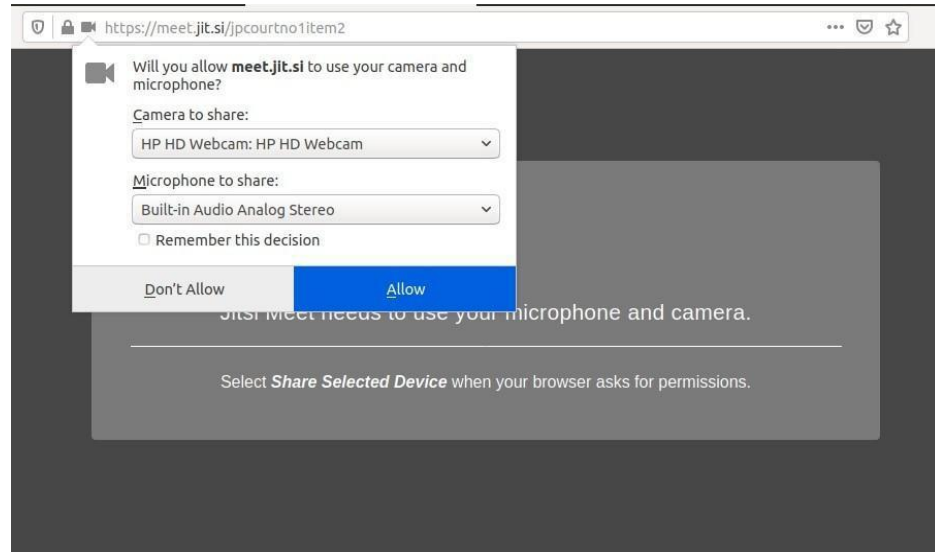 https://meet.jit.si/jpcourtno1item2
Will you allow meet.jit.si to use your camera and
microphone?
Camera to share:
HP HD Webcam: HP HD Webcam
Microphone to share:
Built-in Audio Analog Stereo
Remember this decision
Don't Allow
Allow
Jitsi Meet needs to use your microphone and camera.
Select Share Selected Device when your browser asks for permissions.